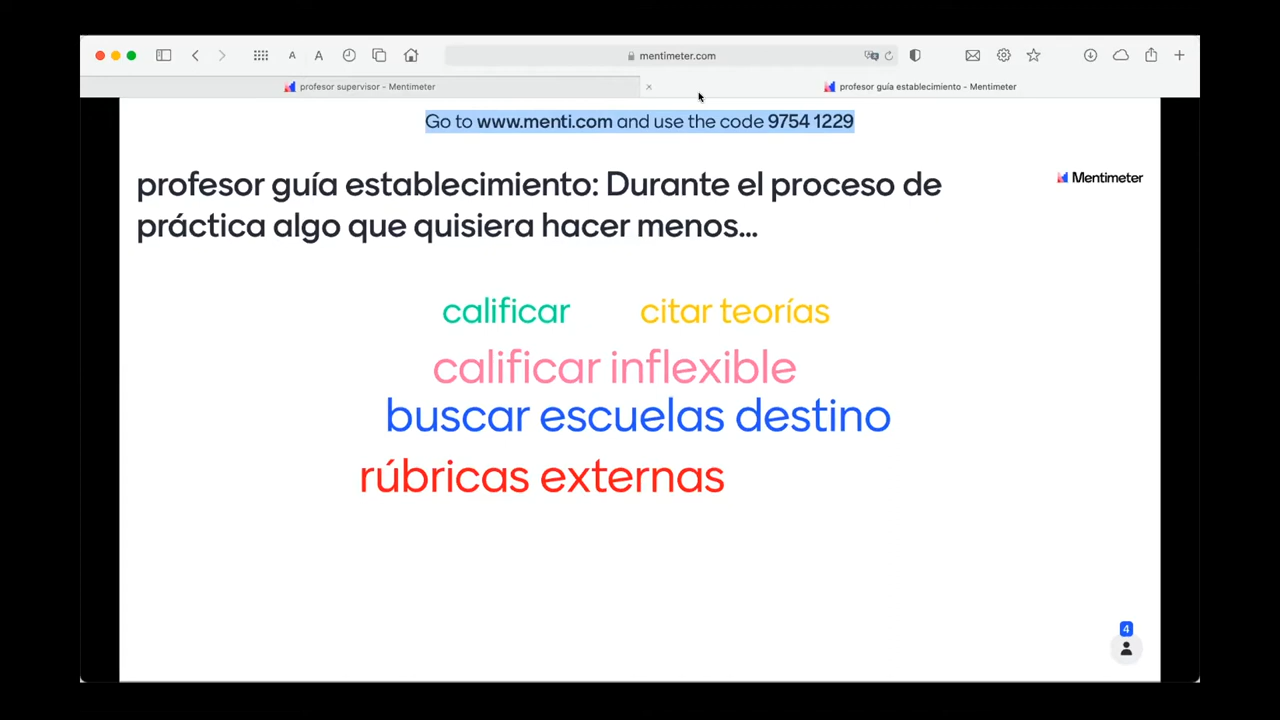 A A mentimeter.com
profesor supervisor - Mentimeter
profesor guía establecimiento - Mentimeter
Go to www.menti.com and use the code 9754 1229
profesor guía establecimiento: Durante el proceso de
práctica algo que quisiera hacer menos...
Mentimeter
calificar citar teorías
calificar inflexible
buscar escuelas destino
rúbricas externas
4